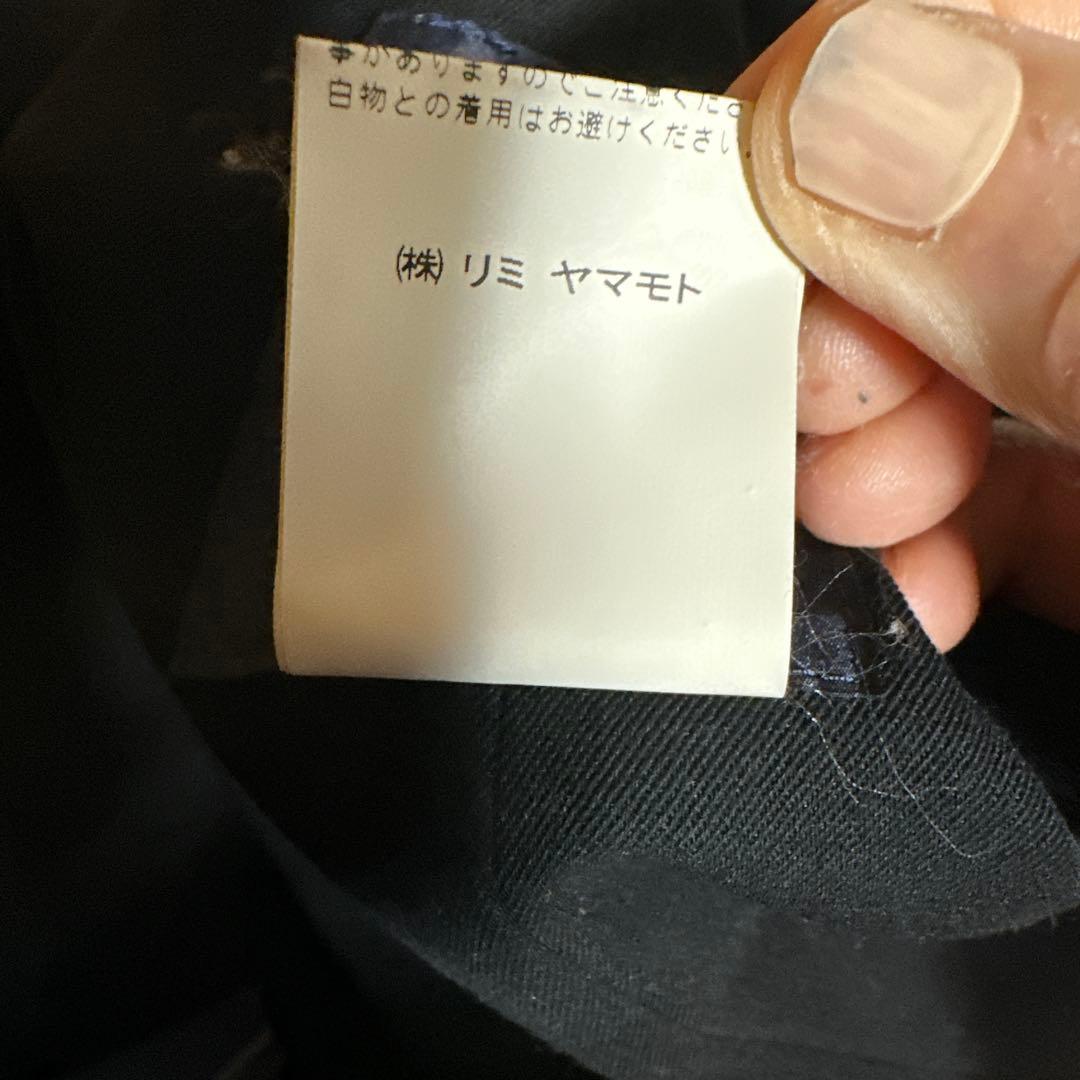 事がありますのでご注意くださ
白物との着用はお避けください
㈱ リミ ヤマモト